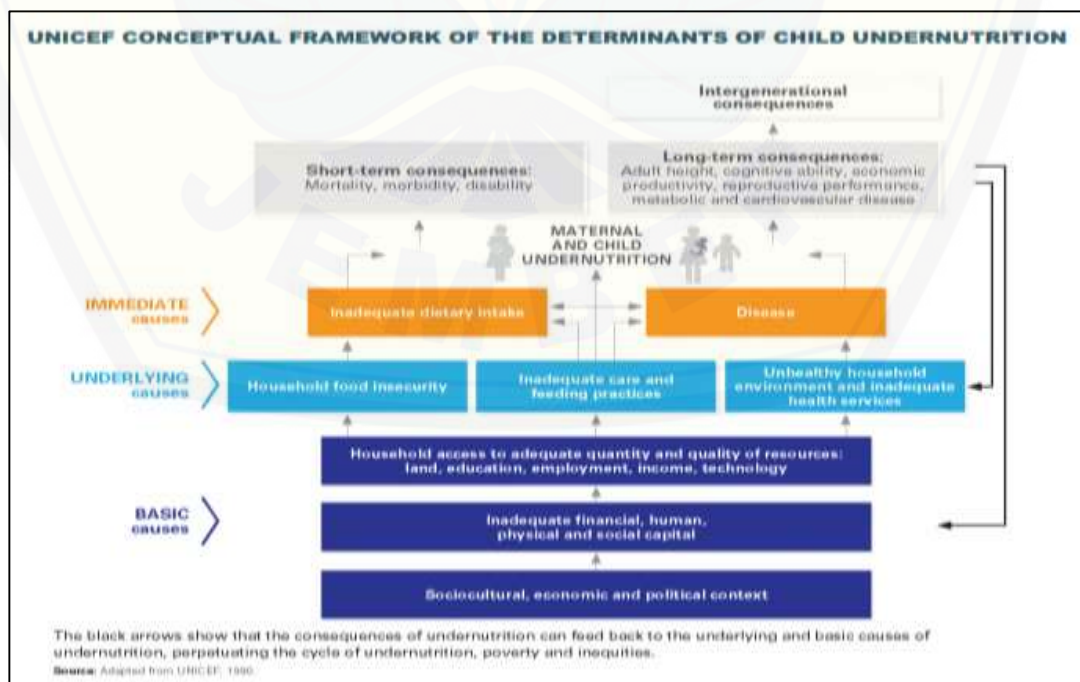 UNICEF CONCEPTUAL FRAMEWORK OF THE DETERMINANTS OF CHILD UNDERNUTRITION
Intergenerational
consequences
Short-term consequences:
Mortality, morbidity, disability
Long-term consequences:
Adult height, cognitive ability, economic
productivity, reproductive performance,
metabolic and cardiovascular disease
MATERNAL
AND CHILD
UNDERNUTRITION
IMMEDIATE
causes
Inadequate dietary intake
Disease
UNDERLYING
causes
Household food insecurity
Inadequate care and
feeding practices
Unhealthy household
environment and inadequate
health services
Household access to adequate quantity and quality of resources:
land, education, employment, income, technology
BASIC
causes
Inadequate financial, human,
physical and social capital
Sociocultural, economic and political context
The black arrows show that the consequences of undernutrition can feed back to the underlying and basic causes of
undernutrition, perpetuating the cycle of undernutrition, poverty and inequities.
Source: Adapted from UNICEF, 1990.
JEMBER